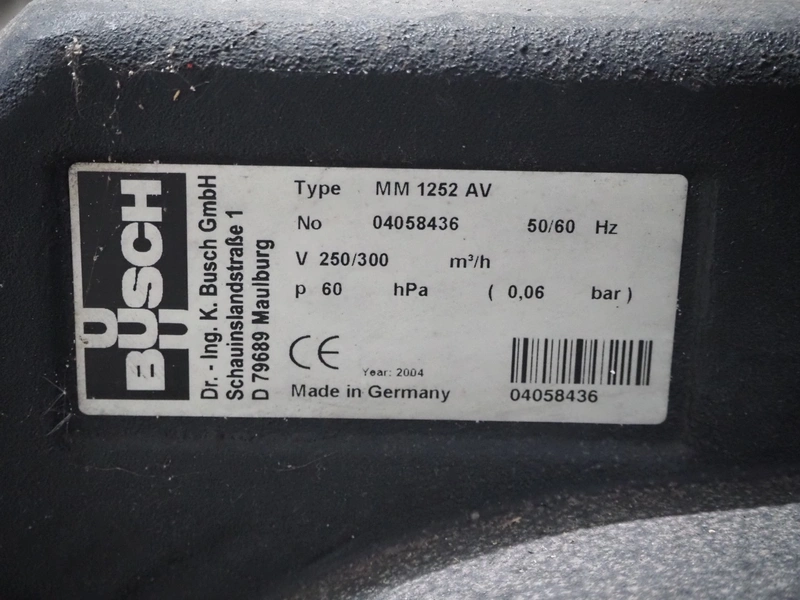 BUSCH
Dr. - Ing. K. Busch GmbH
Schauinslandstraße 1
D 79689 Maulburg
Type MM 1252 AV
No 04058436 50/60 Hz
V 250/300 m³/h
p 60 hPa ( 0,06 bar )
CE
Year: 2004
Made in Germany
04058436